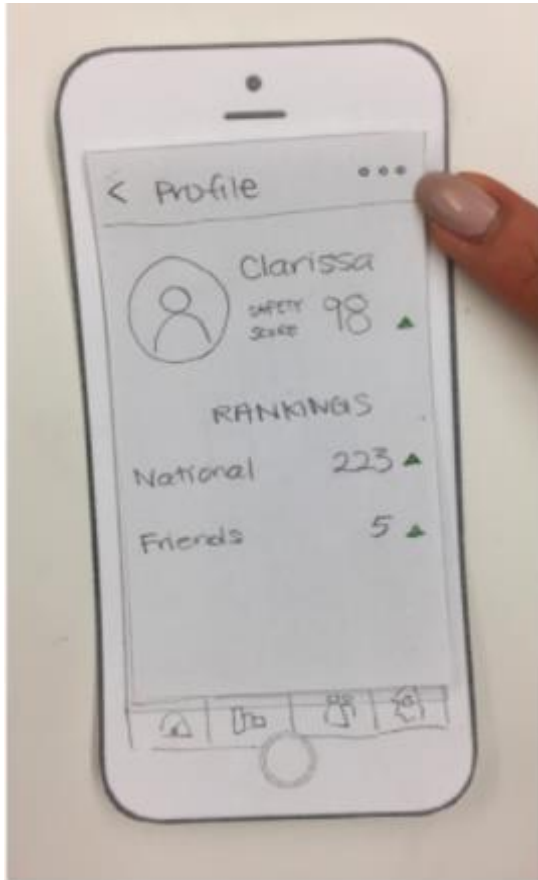 < Profile •••
Clarissa
SAFETY
SCORE 98
RANKINGS
National 223
Friends 5